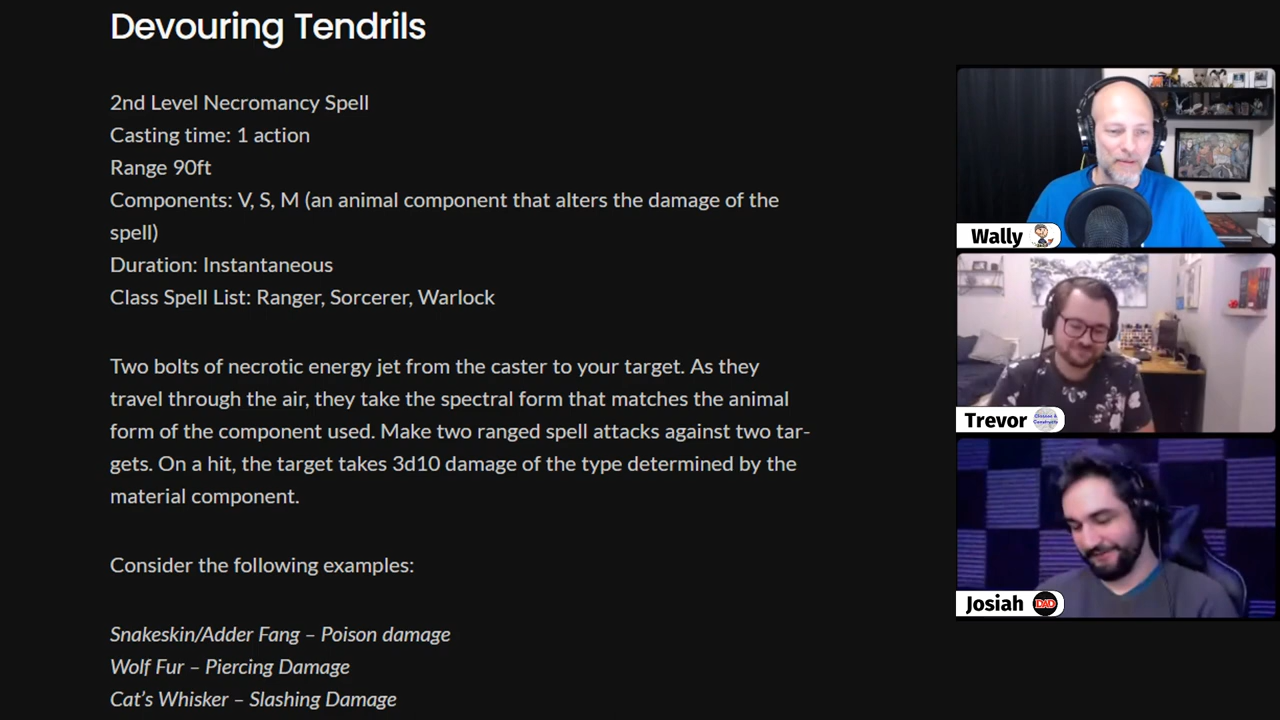 Devouring Tendrils
2nd Level Necromancy Spell
Casting time: 1 action
Range 90ft
Components: V, S, M (an animal component that alters the damage of the
spell)
Duration: Instantaneous
Class Spell List: Ranger, Sorcerer, Warlock
Two bolts of necrotic energy jet from the caster to your target. As they
travel through the air, they take the spectral form that matches the animal
form of the component used. Make two ranged spell attacks against two tar-
gets. On a hit, the target takes 3d10 damage of the type determined by the
material component.
Consider the following examples:
Snakeskin/Adder Fang – Poison damage
Wolf Fur – Piercing Damage
Cat's Whisker – Slashing Damage
Wally
Trevor
Josiah
DAD